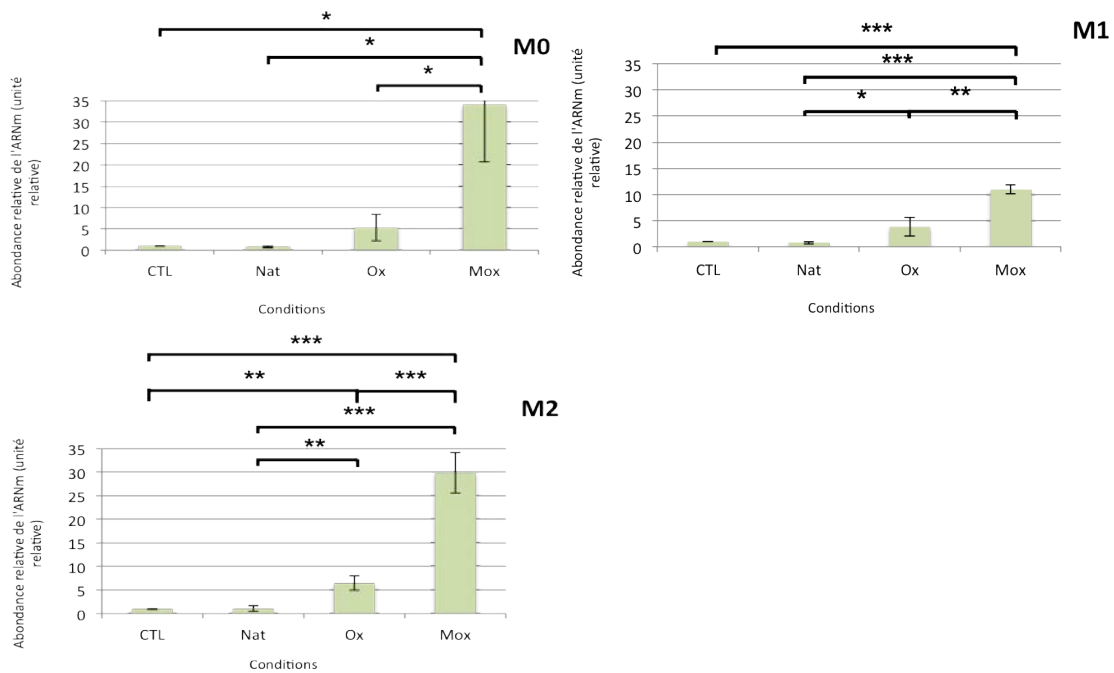 *
*
*
M0
Abondance relative de l'ARNm (unité
relative)
35
30
25
20
15
10
5
0
CTL Nat Ox Mox
Conditions
***
***
* **
M1
Abondance relative de l'ARNm (unité
relative)
35
30
25
20
15
10
5
0
CTL Nat Ox Mox
Conditions
***
** ***
***
**
M2
Abondance relative de l'ARNm (unité
relative)
35
30
25
20
15
10
5
0
CTL Nat Ox Mox
Conditions